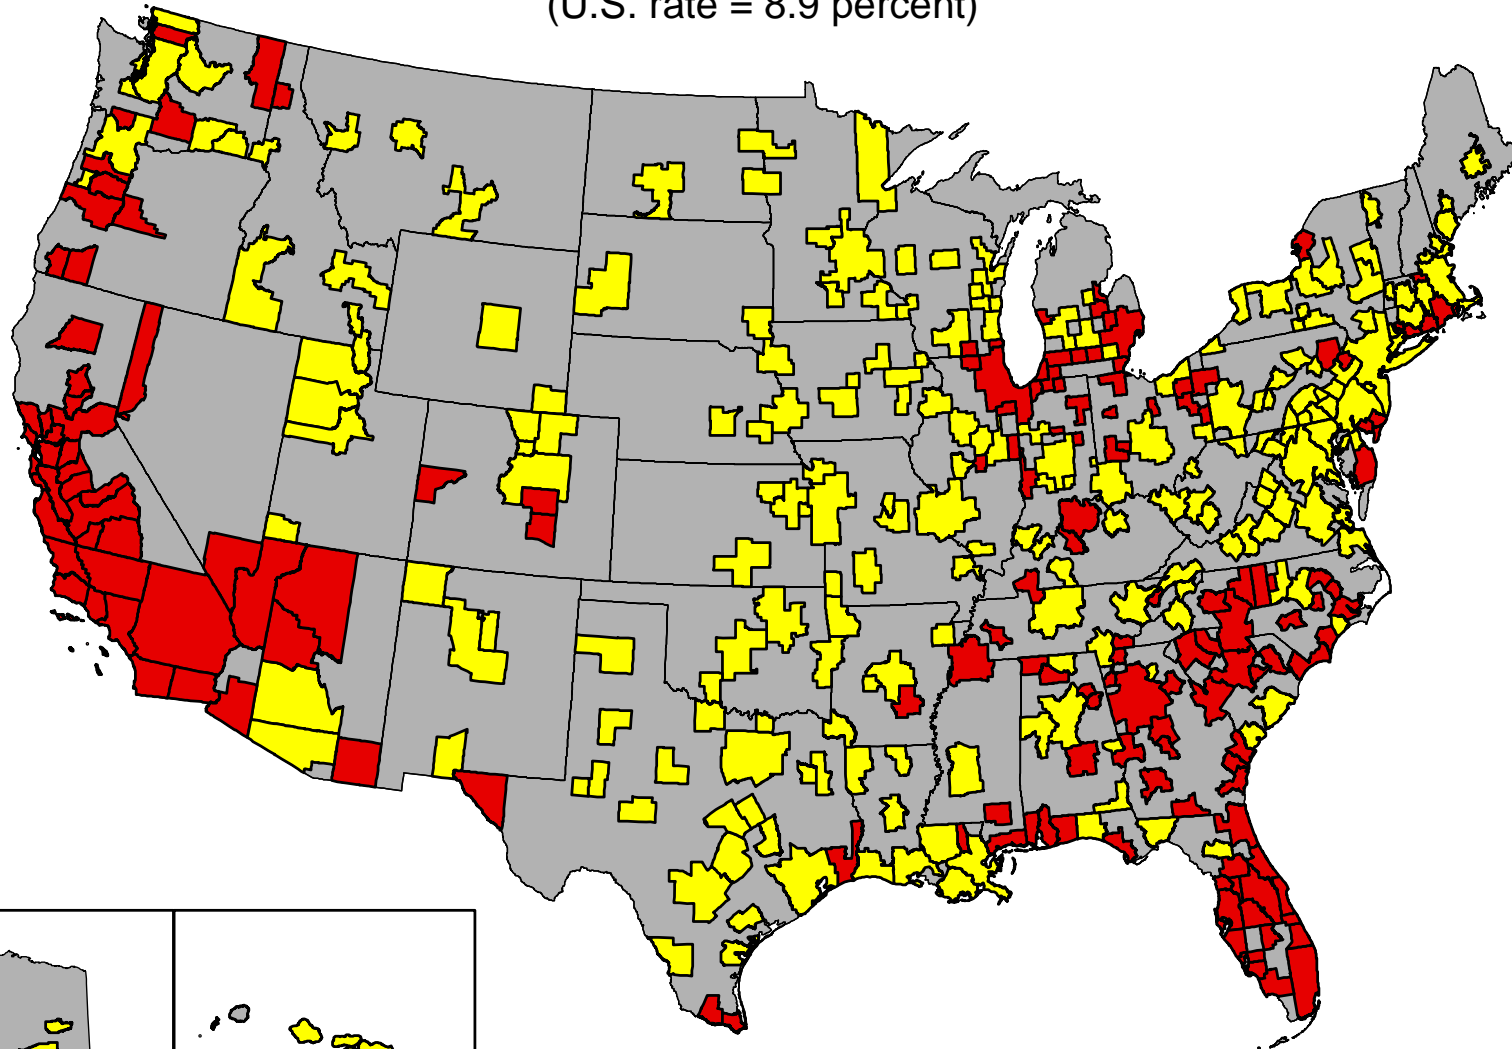 (U.S. rate = 8.9 percent)